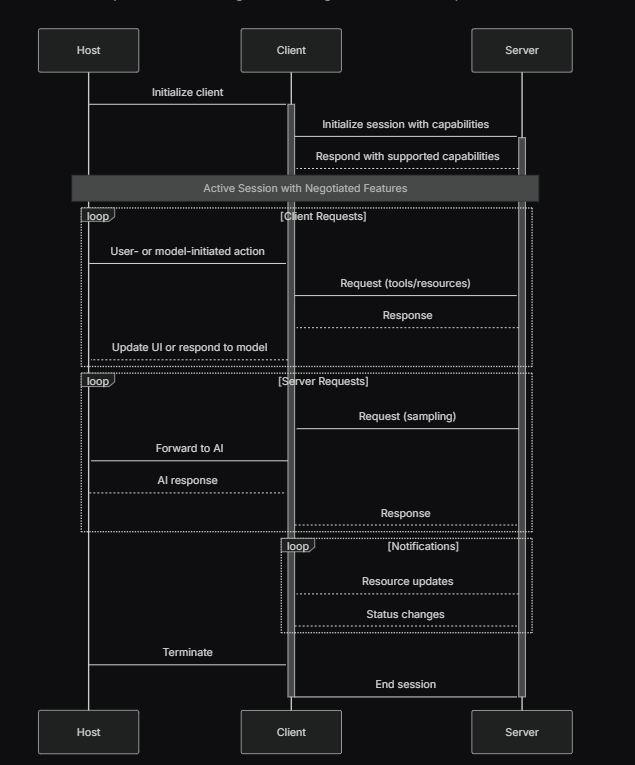 Host
Client
Server
Initialize client
Initialize session with capabilities
Respond with supported capabilities
Active Session with Negotiated Features
loop
[Client Requests]
User- or model-initiated action
Request (tools/resources)
Response
Update UI or respond to model
loop
[Server Requests]
Request (sampling)
Forward to AI
AI response
Response
loop
[Notifications]
Resource updates
Status changes
Terminate
End session
Host
Client
Server